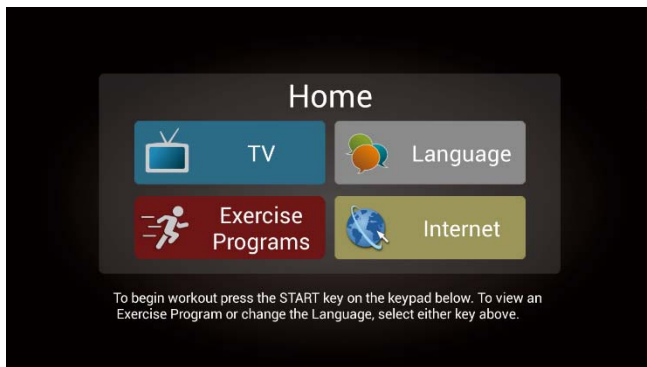 Home
TV
Language
Exercise
Programs
Internet
To begin workout press the START key on the keypad below. To view an
Exercise Program or change the Language, select either key above.